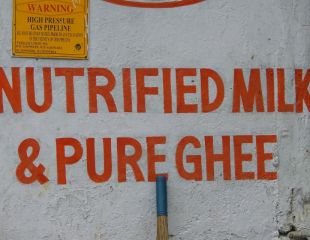 WARNING
HIGH PRESSURE
GAS PIPELINE
NUTRIFIED MILK
& PURE GHEE